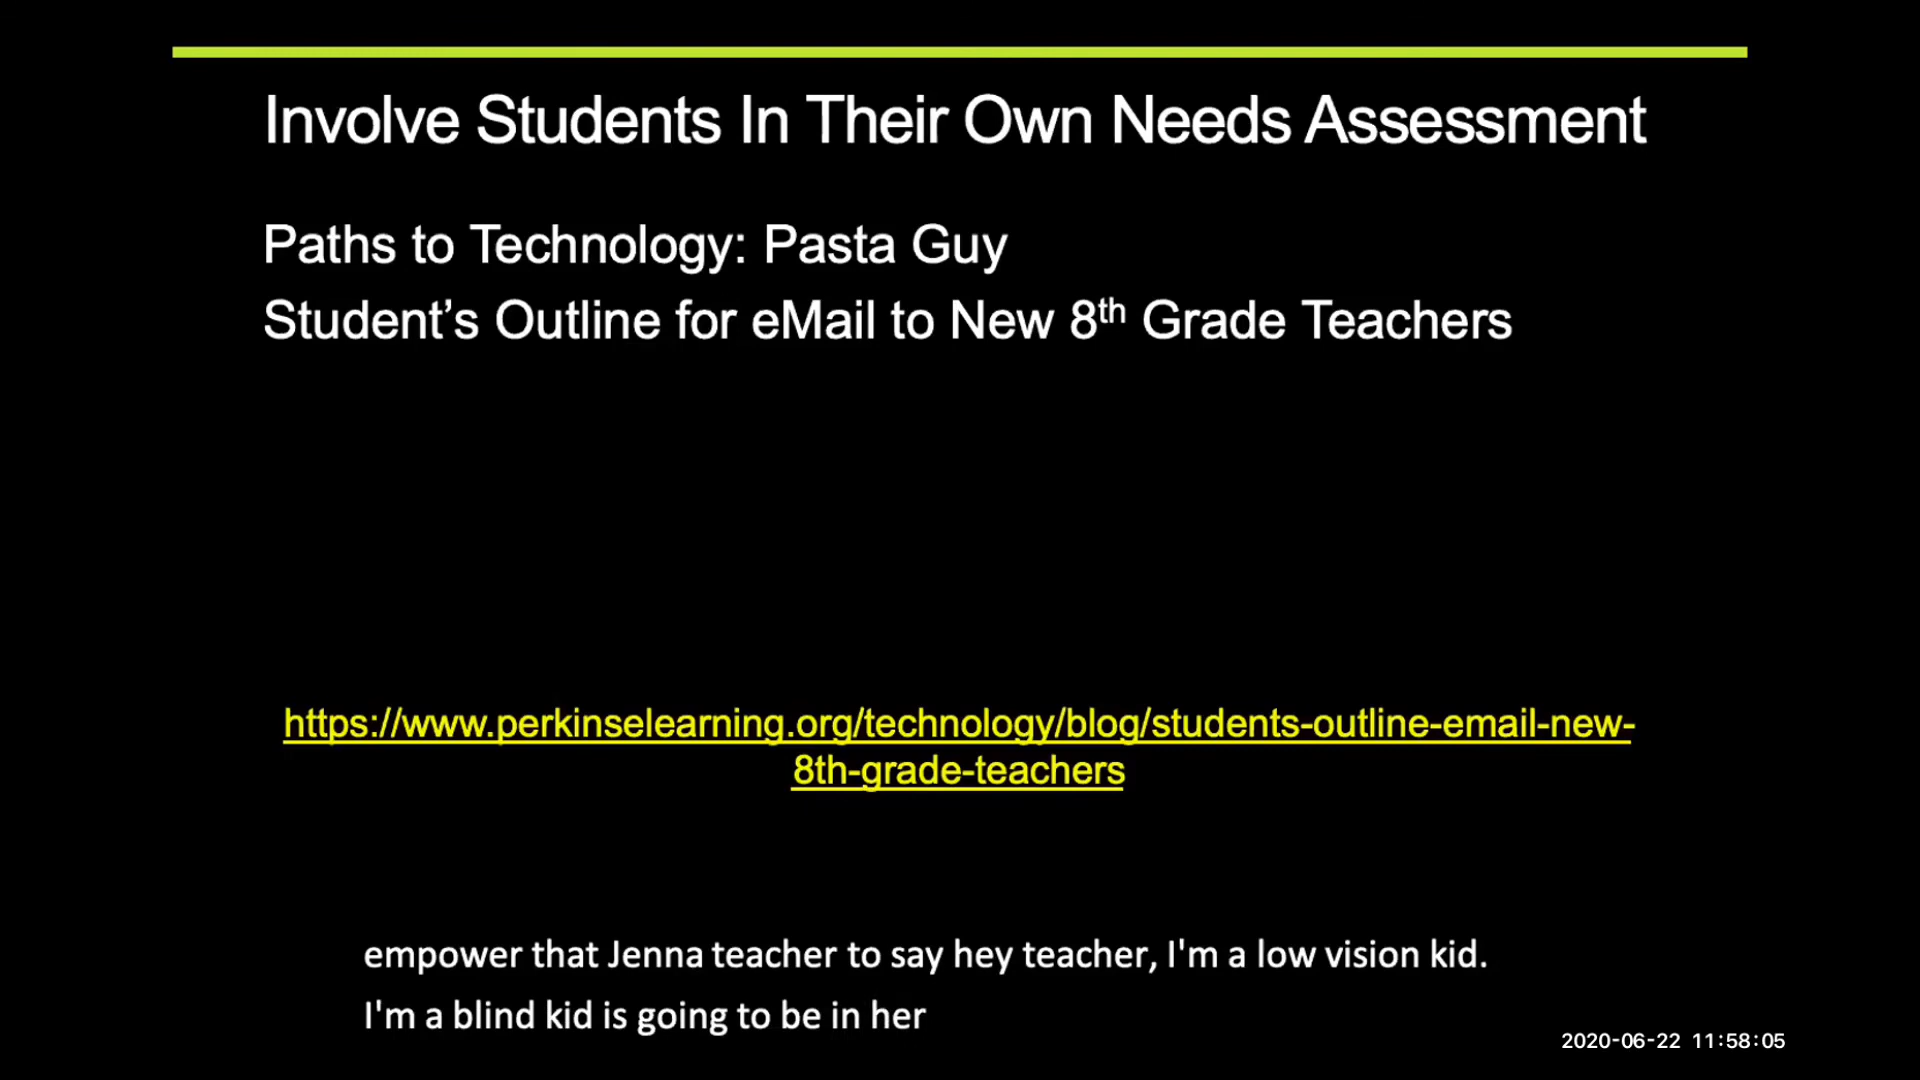 Involve Students In Their Own Needs Assessment
Paths to Technology: Pasta Guy
Student’s Outline for eMail to New 8th Grade Teachers
https://www.perkinselearning.org/technology/blog/students-outline-email-new-
8th-grade-teachers
empower that Jenna teacher to say hey teacher, I'm a low vision kid.
I'm a blind kid is going to be in her
2020-06-22 11:58:05